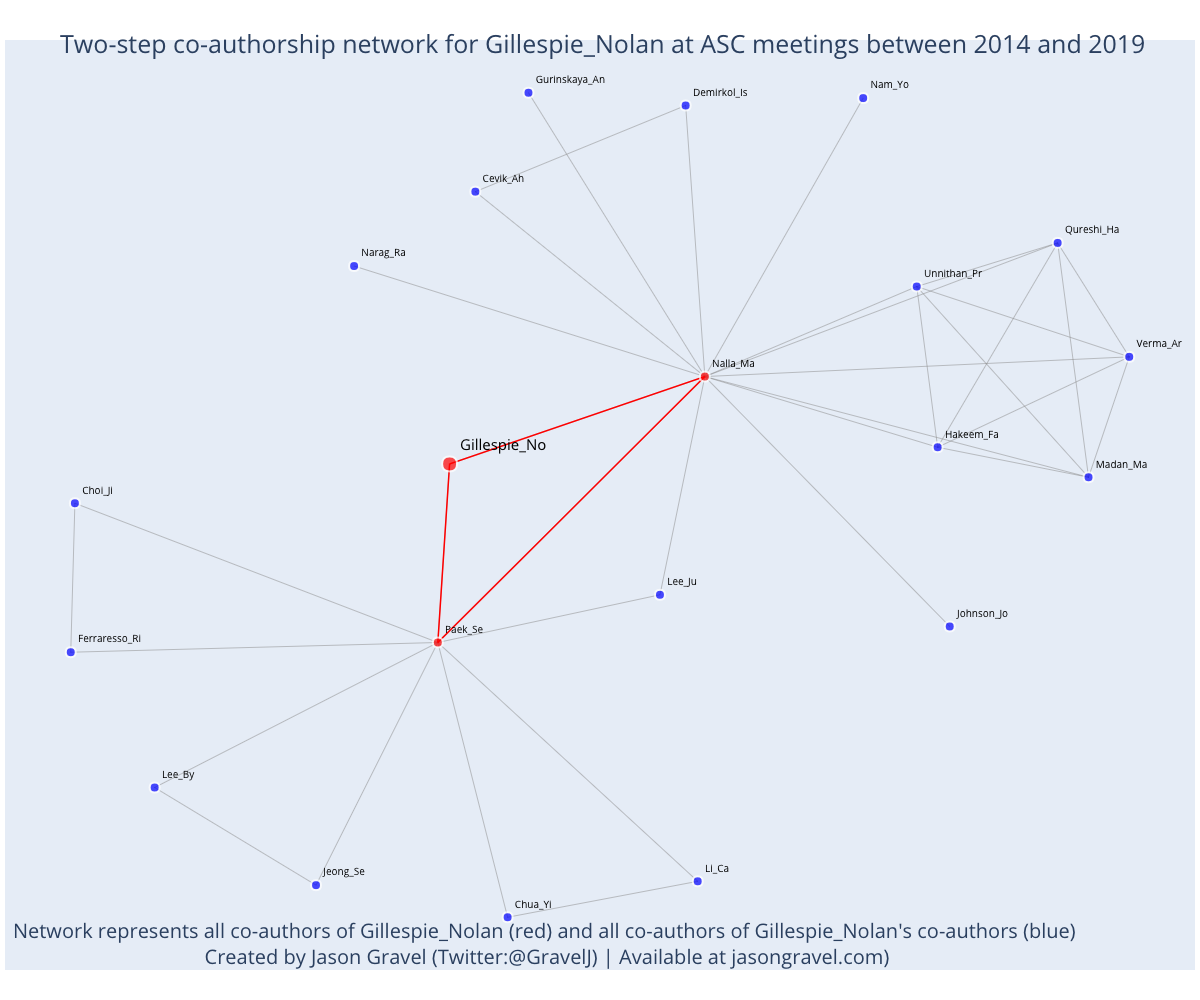 Two-step co-authorship network for Gillespie_Nolan at ASC meetings between 2014 and 2019
Gurinskaya_An
Nam_Yo
Demirkol_Is
Cevik_Ah
Qureshi_Ha
Narag_Ra
Unnithan_Pr
Verma_Ar
Nalla_Ma
Hakeem_Fa
Gillespie_No
Madan_Ma
Choi_Ji
Lee_Ju
Johnson_Jo
Paek_Se
Ferraresso_Ri
Lee_By
Li_Ca
Jeong_Se
Chua_Yi
Network represents all co-authors of Gillespie_Nolan (red) and all co-authors of Gillespie_Nolan's co-authors (blue)
Created by Jason Gravel (Twitter:@GravelJ) | Available at jasongravel.com)